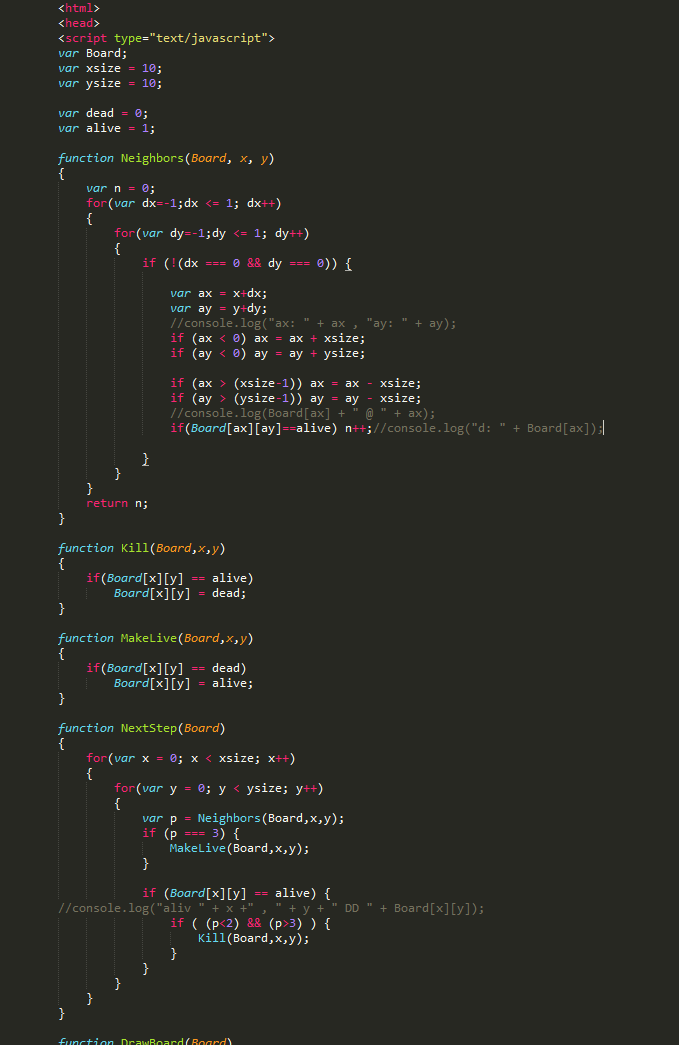 <html>
<head>
<script type="text/javascript">
var Board;
var xsize = 10;
var ysize = 10;

var dead = 0;
var alive = 1;

function Neighbors(Board, x, y)
{
    var n = 0;
    for(var dx=-1;dx <= 1; dx++)
    {
        for(var dy=-1;dy <= 1; dy++)
        {
            if (!(dx === 0 && dy === 0)) {

                var ax = x+dx;
                var ay = y+dy;
                //console.log("ax: " + ax , "ay: " + ay);
                if (ax < 0) ax = ax + xsize;
                if (ay < 0) ay = ay + ysize;

                if (ax > (xsize-1)) ax = ax - xsize;
                if (ay > (ysize-1)) ay = ay - xsize;
                //console.log(Board[ax] + " @ " + ax);
                if(Board[ax][ay]==alive) n++;//console.log("d: " + Board[ax]);

            }
        }
    }
    return n;
}

function Kill(Board,x,y)
{
    if(Board[x][y] == alive)
        Board[x][y] = dead;
}

function MakeLive(Board,x,y)
{
    if(Board[x][y] == dead)
        Board[x][y] = alive;
}

function NextStep(Board)
{
    for(var x = 0; x < xsize; x++)
    {
        for(var y = 0; y < ysize; y++)
        {
            var p = Neighbors(Board,x,y);
            if (p === 3) {
                MakeLive(Board,x,y);
            }

            if (Board[x][y] == alive) {
//console.log("aliv " + x +" , " + y + " DD " + Board[x][y]);
                if ( (p<2) && (p>3) ) {
                    Kill(Board,x,y);
                }
            }
        }
    }
}

function DrawBoard(Board)